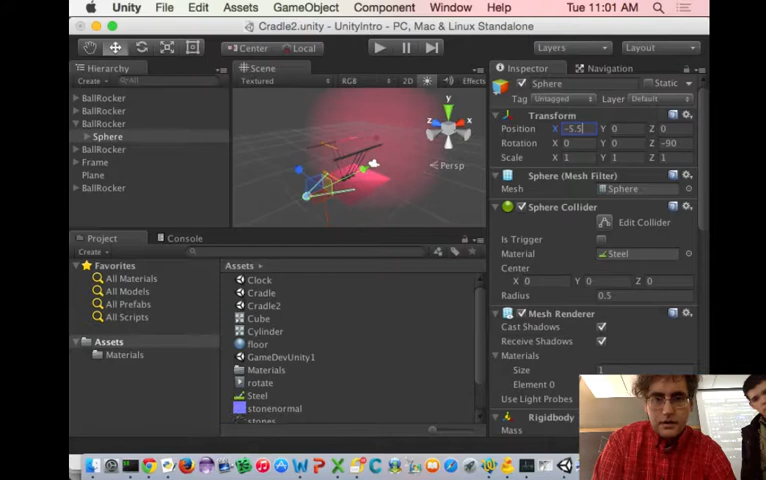 Unity File Edit Assets GameObject Component Window Help Tue 11:01 AM
Cradle2.unity - UnityIntro - PC, Mac & Linux Standalone
Center Local Layers Layout
Hierarchy
Create All
BallRocker
BallRocker
BallRocker
Sphere
BallRocker
Frame
Plane
BallRocker
Scene
Textured RGB 2D Effects
y
x
Persp
Project Console
Create
Favorites
All Materials
All Models
All Prefabs
All Scripts
Assets
Materials
Assets
Clock
Cradle
Cradle2
Cube
Cylinder
floor
GameDevUnity1
Materials
rotate
Steel
stonenormal
stones
Inspector Navigation
Sphere Static
Tag Untagged Layer Default
Transform
Position X -5.5 Y 0 Z 0
Rotation X 0 Y 0 Z -90
Scale X 1 Y 1 Z 1
Sphere (Mesh Filter)
Mesh Sphere
Sphere Collider
Edit Collider
Is Trigger
Material Steel
Center
X 0 Y 0 Z 0
Radius 0.5
Mesh Renderer
Cast Shadows
Receive Shadows
Materials
Size 1
Element 0
Use Light Probes
Rigidbody
Mass